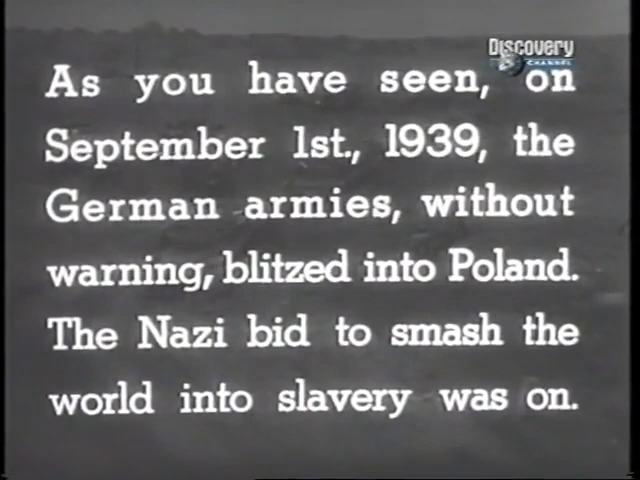 Discovery
CHANNEL
As you have seen, on
September 1st., 1939, the
German armies, without
warning, blitzed into Poland.
The Nazi bid to smash the
world into slavery was on.